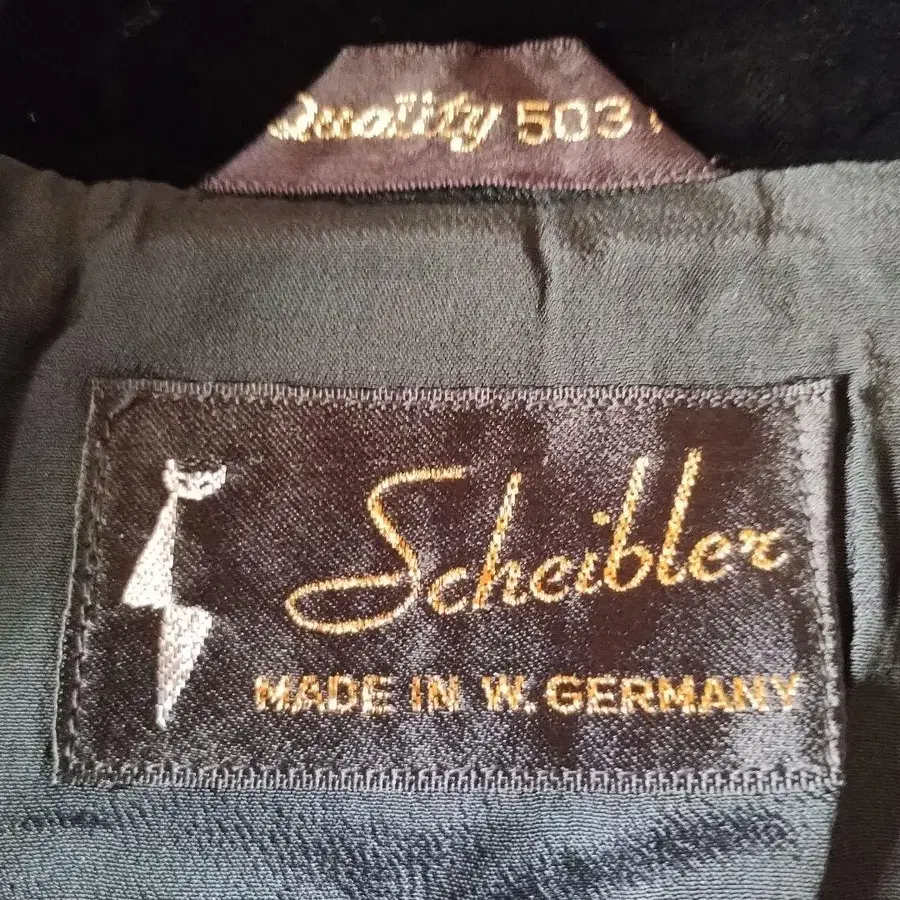 Quality 503
Scheibler
MADE IN W. GERMANY